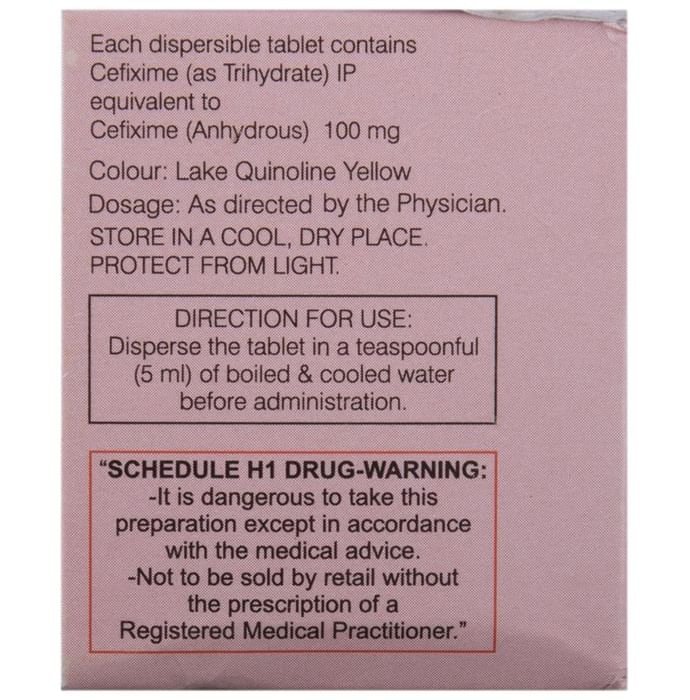 Each dispersible tablet contains
Cefixime (as Trihydrate) IP
equivalent to
Cefixime (Anhydrous) 100 mg
Colour: Lake Quinoline Yellow
Dosage: As directed by the Physician.
STORE IN A COOL, DRY PLACE.
PROTECT FROM LIGHT.
DIRECTION FOR USE:
Disperse the tablet in a teaspoonful
(5 ml) of boiled & cooled water
before administration.
“SCHEDULE H1 DRUG-WARNING:
-It is dangerous to take this
preparation except in accordance
with the medical advice.
-Not to be sold by retail without
the prescription of a
Registered Medical Practitioner.”